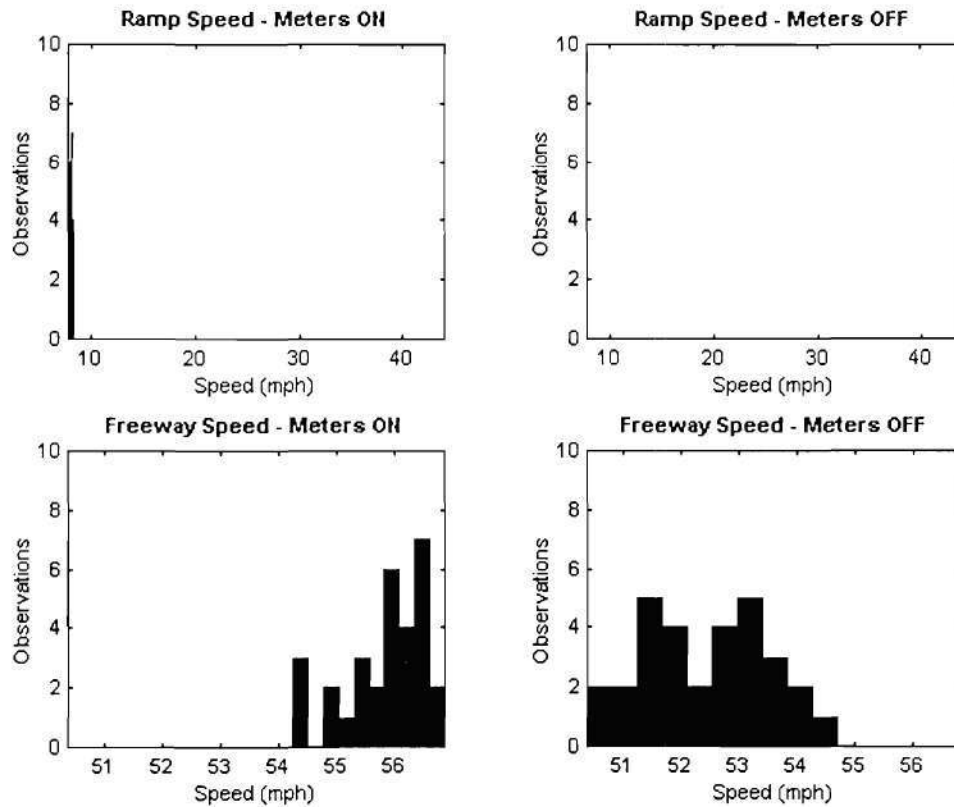 Ramp Speed - Meters ON
10
8
6
4
2
0
Observations
10 20 30 40
Speed (mph)
Ramp Speed - Meters OFF
10
8
6
4
2
0
Observations
10 20 30 40
Speed (mph)
Freeway Speed - Meters ON
10
8
6
4
2
0
Observations
51 52 53 54 55 56
Speed (mph)
Freeway Speed - Meters OFF
10
8
6
4
2
0
Observations
51 52 53 54 55 56
Speed (mph)